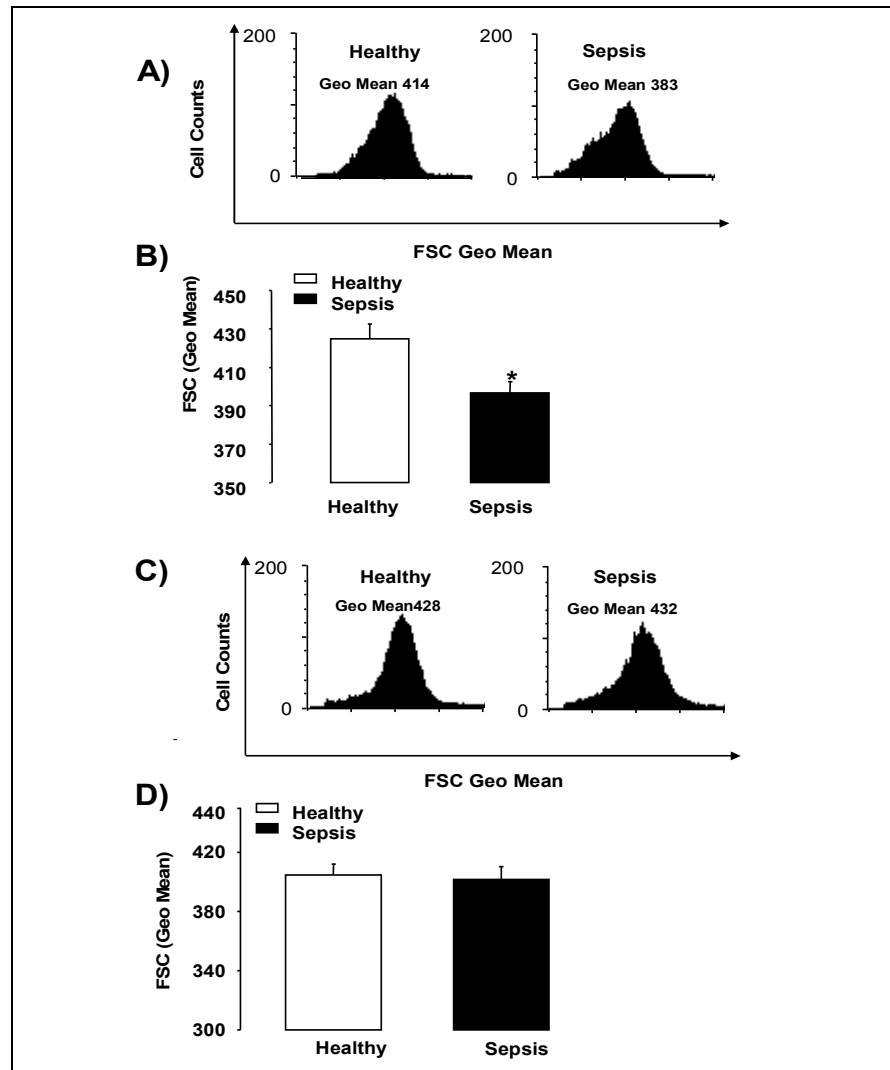 A)
200
Healthy
Geo Mean 414
Cell Counts
0
200
Sepsis
Geo Mean 383
0
FSC Geo Mean
B)
Healthy
Sepsis
FSC (Geo Mean)
450
430
410
390
370
350
*
Healthy
Sepsis
C)
200
Healthy
Geo Mean428
Cell Counts
0
200
Sepsis
Geo Mean 432
0
FSC Geo Mean
D)
Healthy
Sepsis
FSC (Geo Mean)
440
420
380
340
300
Healthy
Sepsis